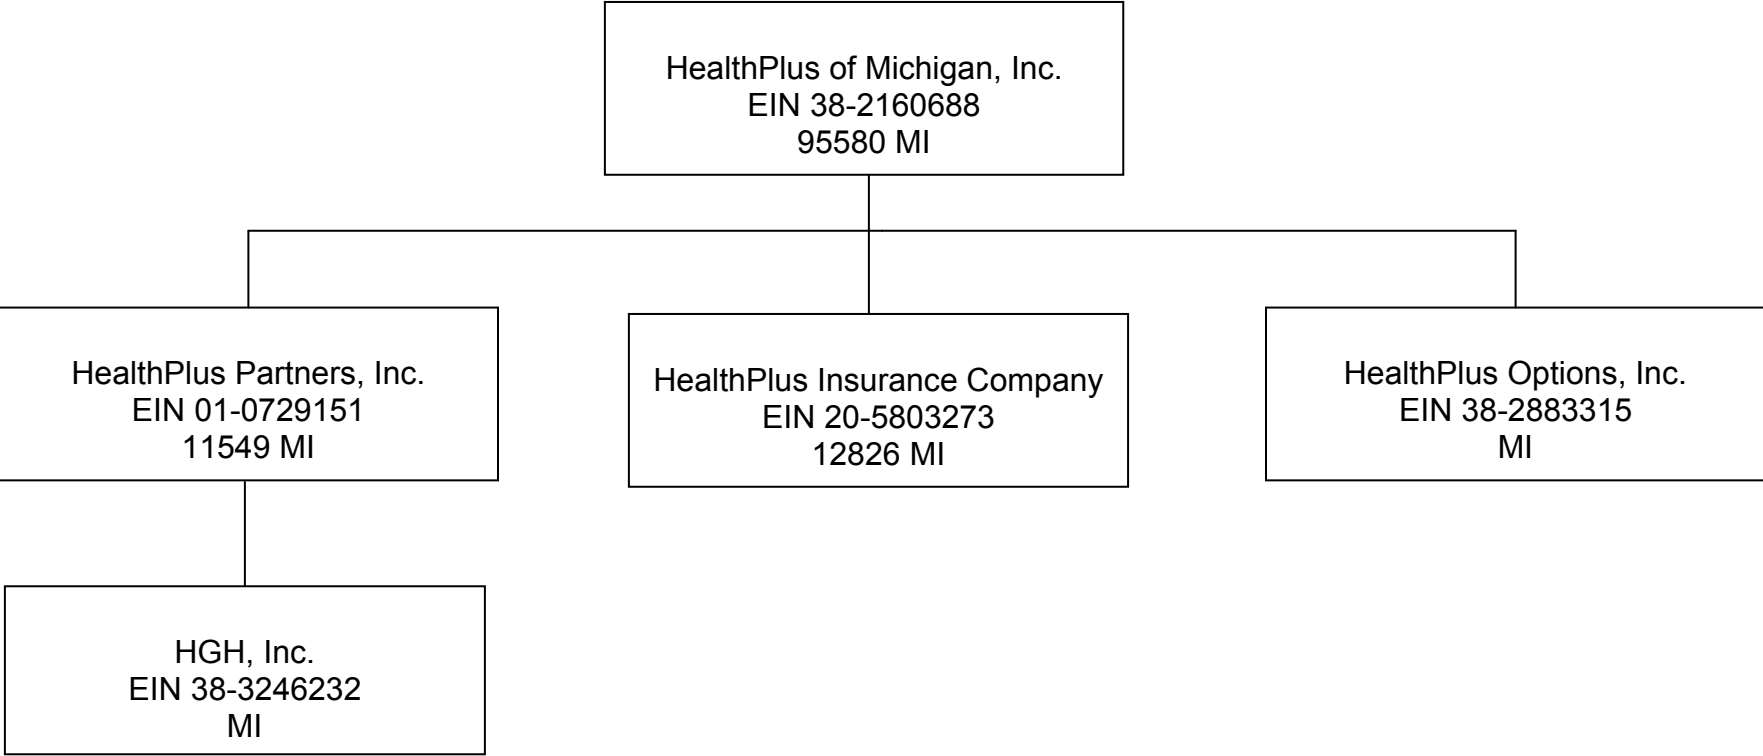 HealthPlus of Michigan, Inc.
EIN 38-2160688
95580 MI
HealthPlus Partners, Inc.
EIN 01-0729151
11549 MI
HealthPlus Insurance Company
EIN 20-5803273
12826 MI
HealthPlus Options, Inc.
EIN 38-2883315
MI
HGH, Inc.
EIN 38-3246232
MI